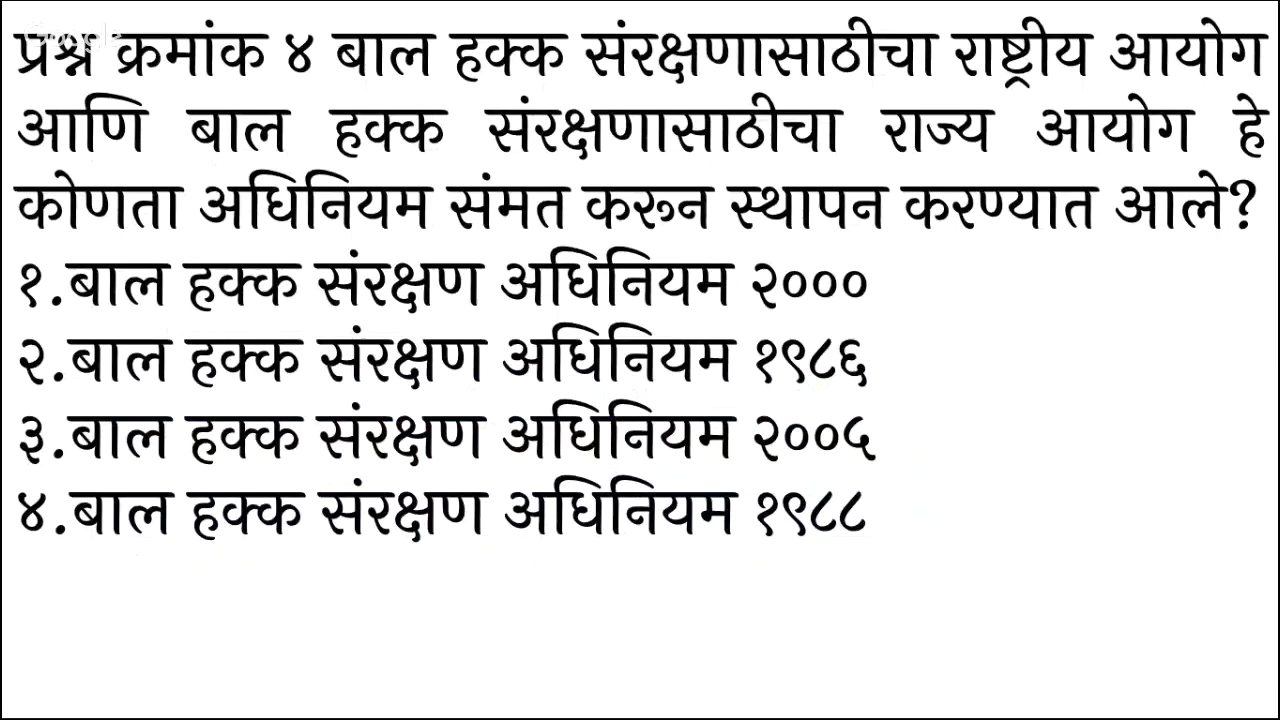 Google
प्रश्न क्रमांक ४ बाल हक्क संरक्षणासाठीचा राष्ट्रीय आयोग
आणि बाल हक्क संरक्षणासाठीचा राज्य आयोग हे
कोणता अधिनियम संमत करून स्थापन करण्यात आले?
१.बाल हक्क संरक्षण अधिनियम २०००
२.बाल हक्क संरक्षण अधिनियम १९८६
३.बाल हक्क संरक्षण अधिनियम २००५
४.बाल हक्क संरक्षण अधिनियम १९८८